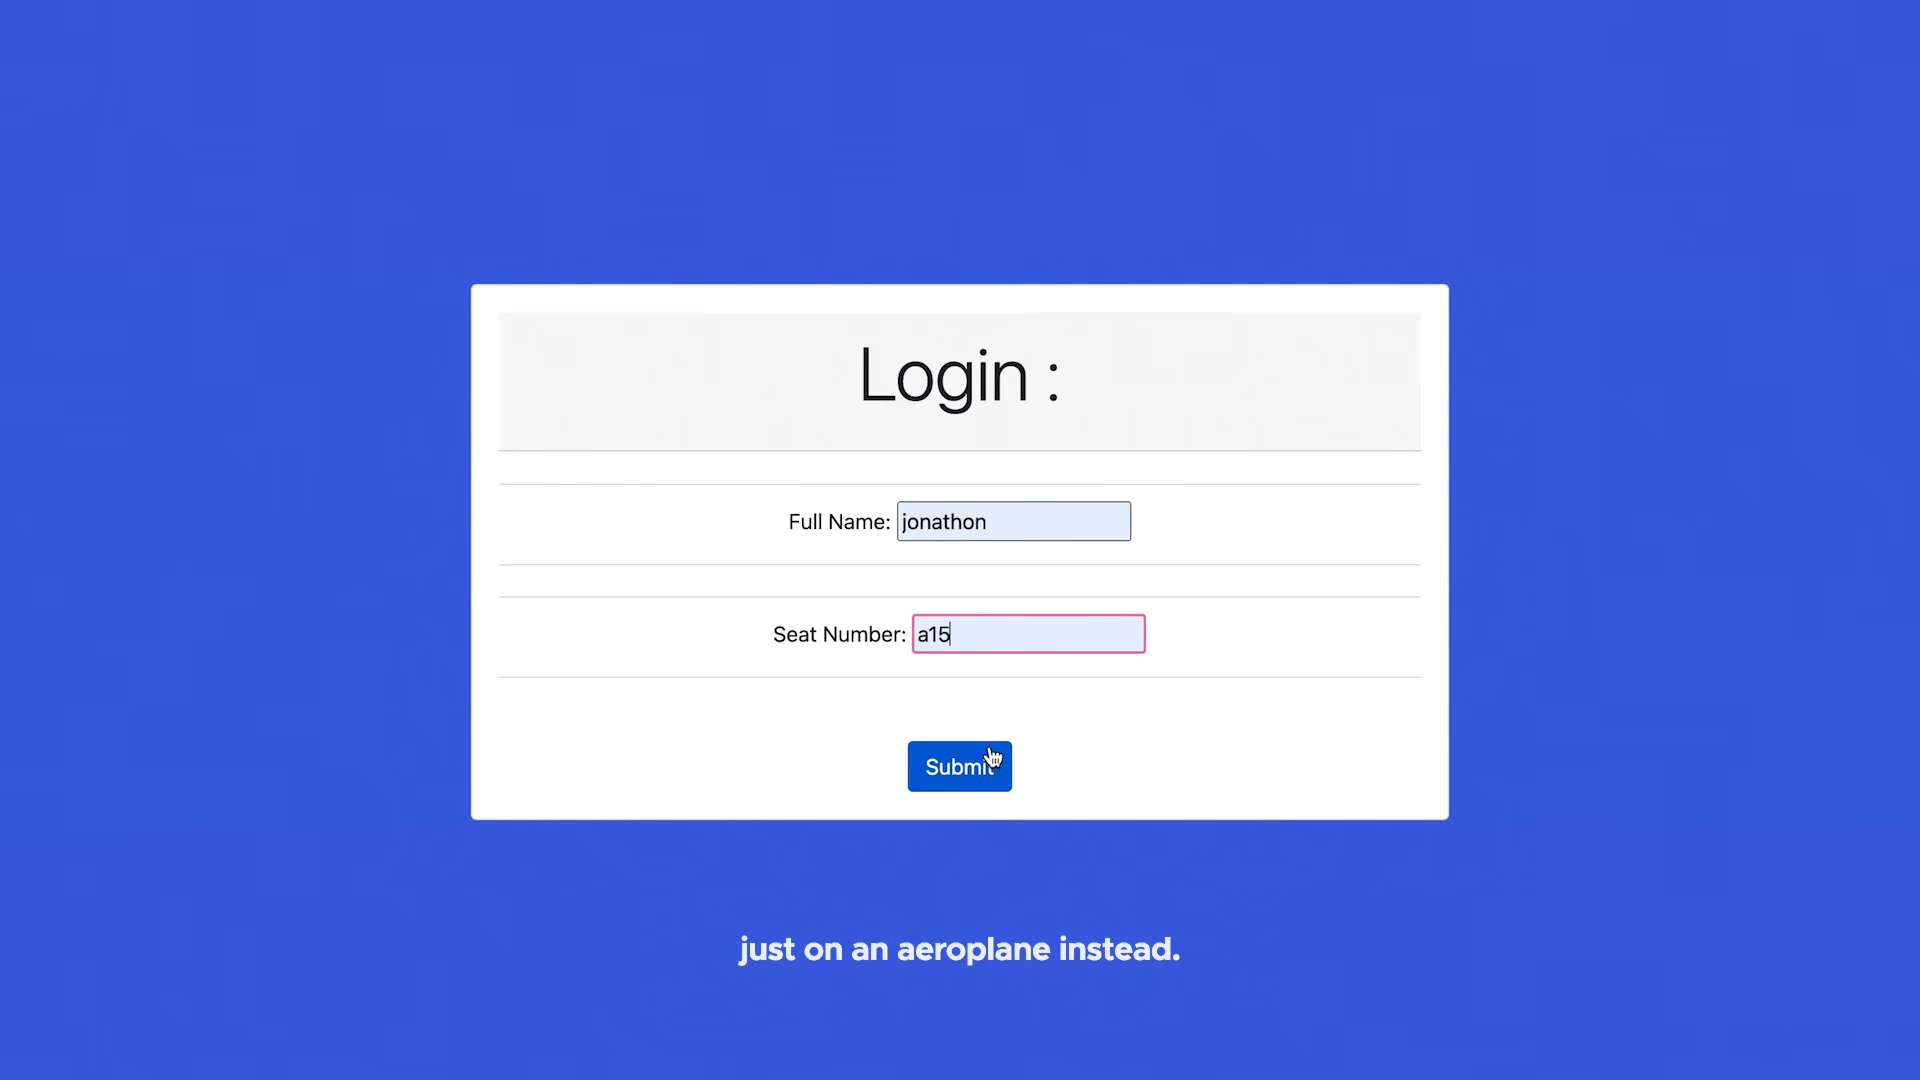 Login :
Full Name: jonathon
Seat Number: a15
Submit
just on an aeroplane instead.